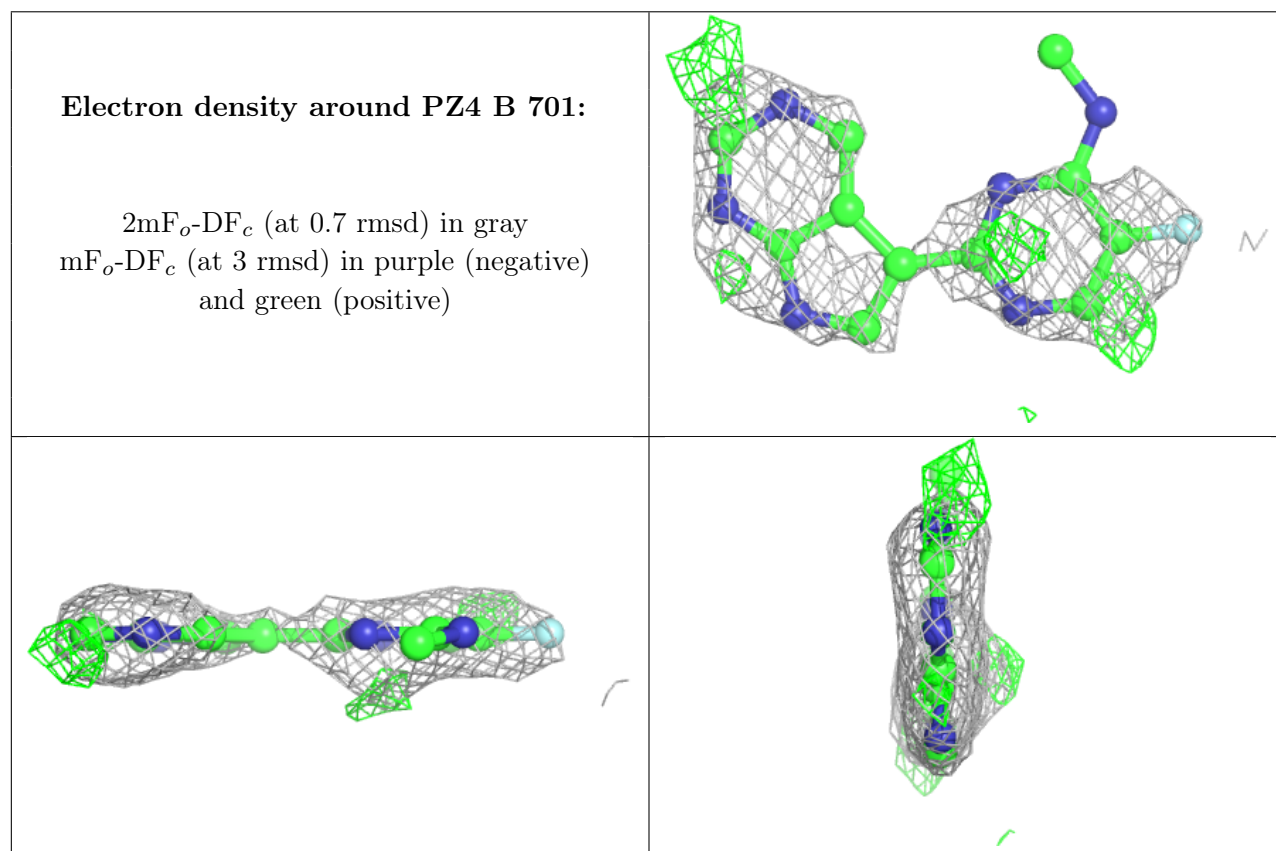 Electron density around PZ4 B 701:
2mFo-DFc (at 0.7 rmsd) in gray
mFo-DFc (at 3 rmsd) in purple (negative)
and green (positive)